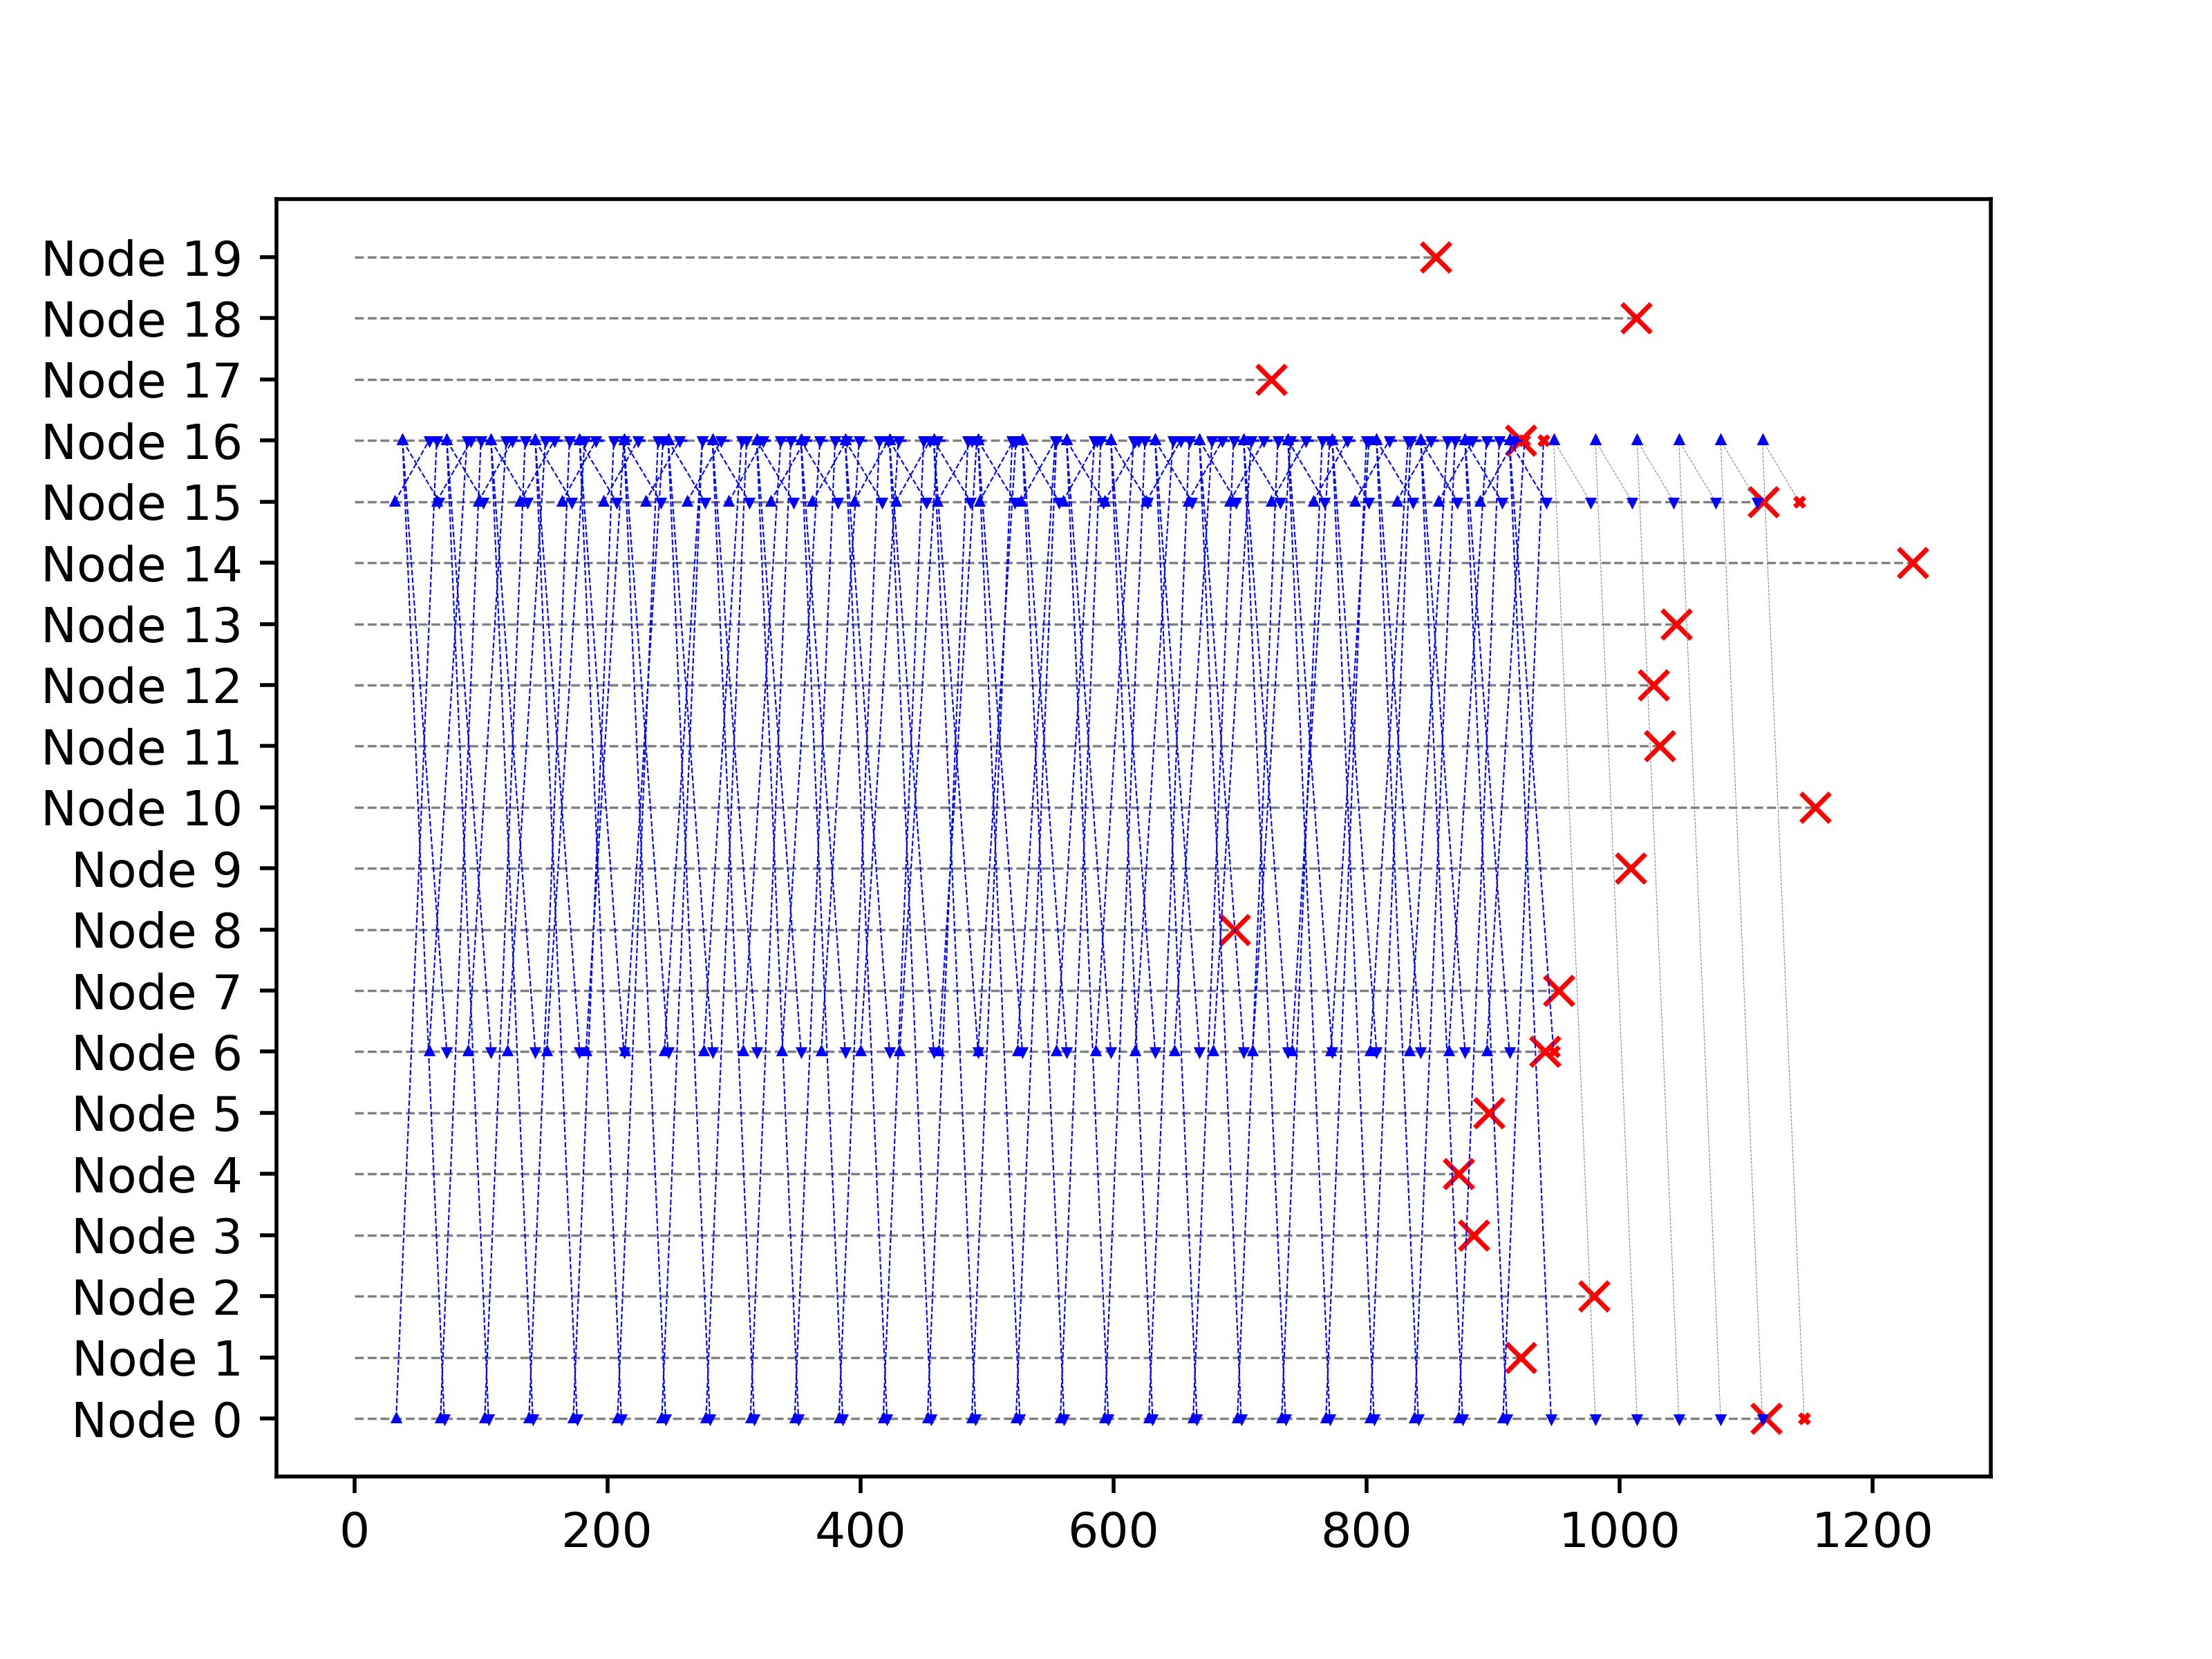 Node 19
Node 18
Node 17
Node 16
Node 15
Node 14
Node 13
Node 12
Node 11
Node 10
Node 9
Node 8
Node 7
Node 6
Node 5
Node 4
Node 3
Node 2
Node 1
Node 0
0 200 400 600 800 1000 1200